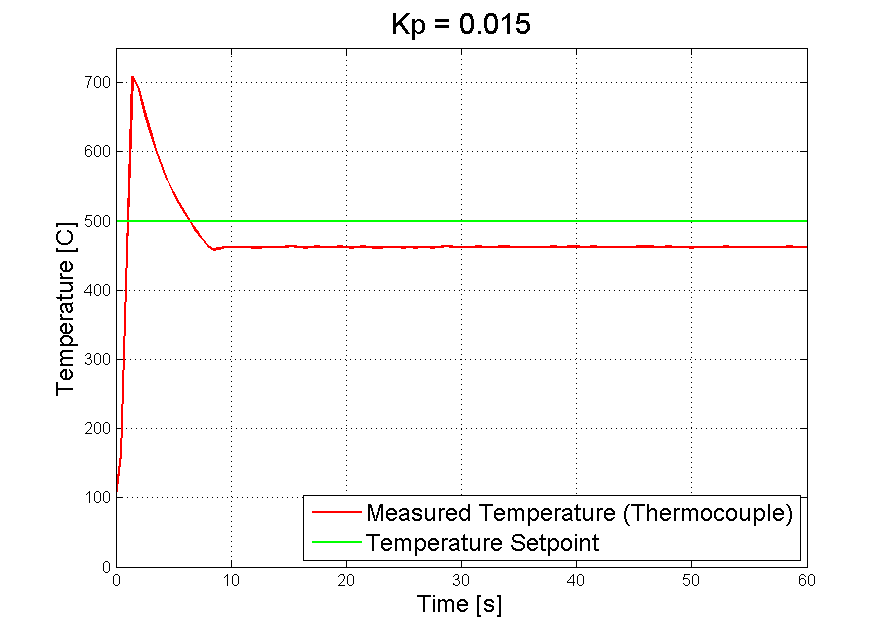 Kp = 0.015
700
600
500
400
300
200
100
0
Temperature [C]
0 10 20 30 40 50 60
Time [s]
Measured Temperature (Thermocouple)
Temperature Setpoint